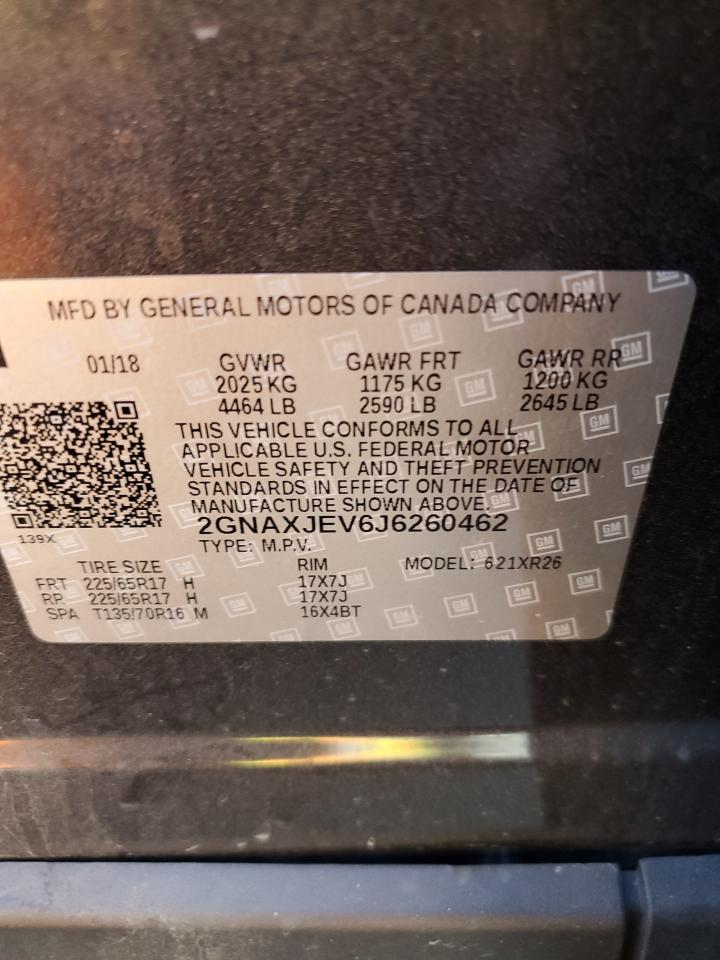 MFD BY GENERAL MOTORS OF CANADA COMPANY
01/18 GVWR GAWR FRT GAWR RR
2025 KG 1175 KG 1200 KG
4464 LB 2590 LB 2645 LB
THIS VEHICLE CONFORMS TO ALL
APPLICABLE U.S. FEDERAL MOTOR
VEHICLE SAFETY AND THEFT PREVENTION
STANDARDS IN EFFECT ON THE DATE OF
MANUFACTURE SHOWN ABOVE.
2GNAXJEV6J6260462
139X
TYPE: M.P.V.
TIRE SIZE RIM MODEL: 621XR26
FRT 225/65R17 H 17X7J
RR 225/65R17 H 17X7J
SPA T135/70R16 M 16X4BT